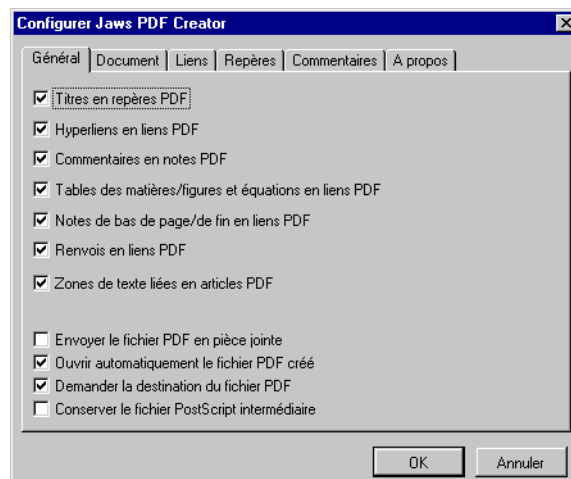 Configurer Jaws PDF Creator
Général Document Liens Repères Commentaires A propos
Titres en repères PDF
Hyperliens en liens PDF
Commentaires en notes PDF
Tables des matières/figures et équations en liens PDF
Notes de bas de page/de fin en liens PDF
Renvois en liens PDF
Zones de texte liées en articles PDF
Envoyer le fichier PDF en pièce jointe
Ouvrir automatiquement le fichier PDF créé
Demander la destination du fichier PDF
Conserver le fichier PostScript intermédiaire
OK Annuler